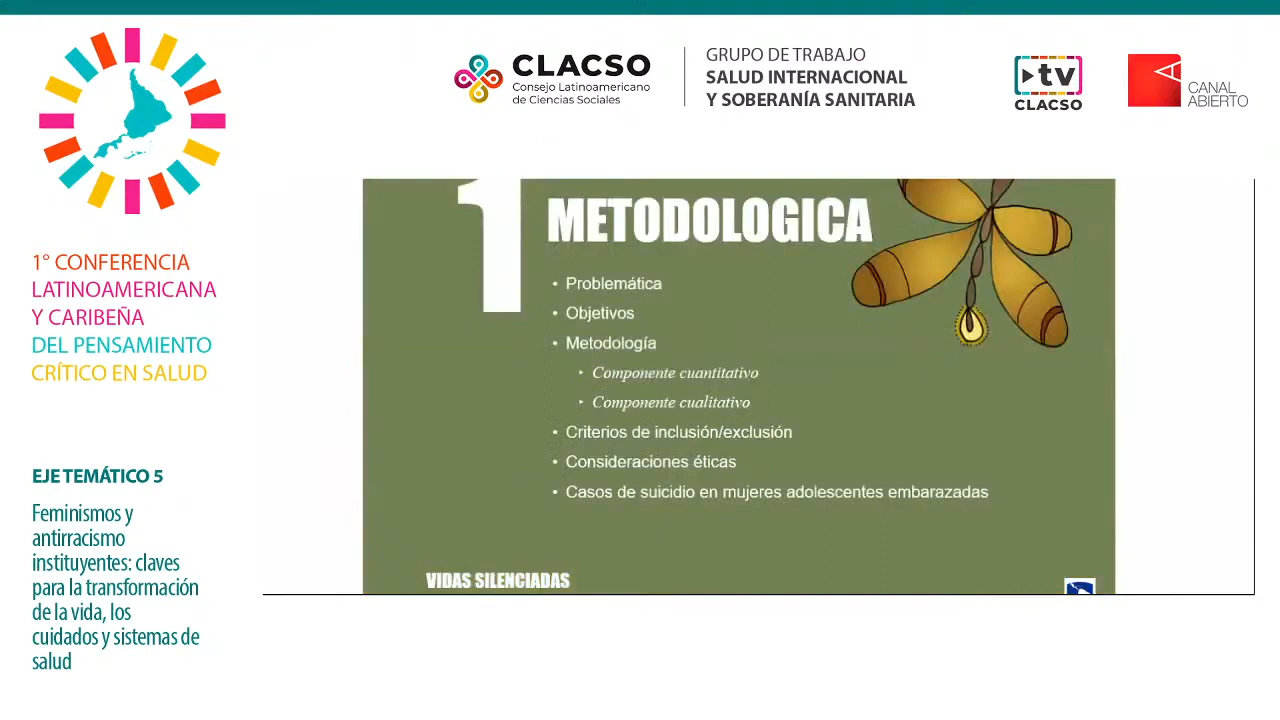 CLACSO
Consejo Latinoamericano
de Ciencias Sociales
GRUPO DE TRABAJO
SALUD INTERNACIONAL
Y SOBERANÍA SANITARIA
tv
CLACSO
CANAL
ABIERTO
1° CONFERENCIA
LATINOAMERICANA
Y CARIBEÑA
DEL PENSAMIENTO
CRÍTICO EN SALUD
EJE TEMÁTICO 5
Feminismos y
antirracismo
instituyentes: claves
para la transformación
de la vida, los
cuidados y sistemas de
salud
1 METODOLOGICA
• Problemática
• Objetivos
• Metodología
‣ Componente cuantitativo
‣ Componente cualitativo
• Criterios de inclusión/exclusión
• Consideraciones éticas
• Casos de suicidio en mujeres adolescentes embarazadas
VIDAS SILENCIADAS